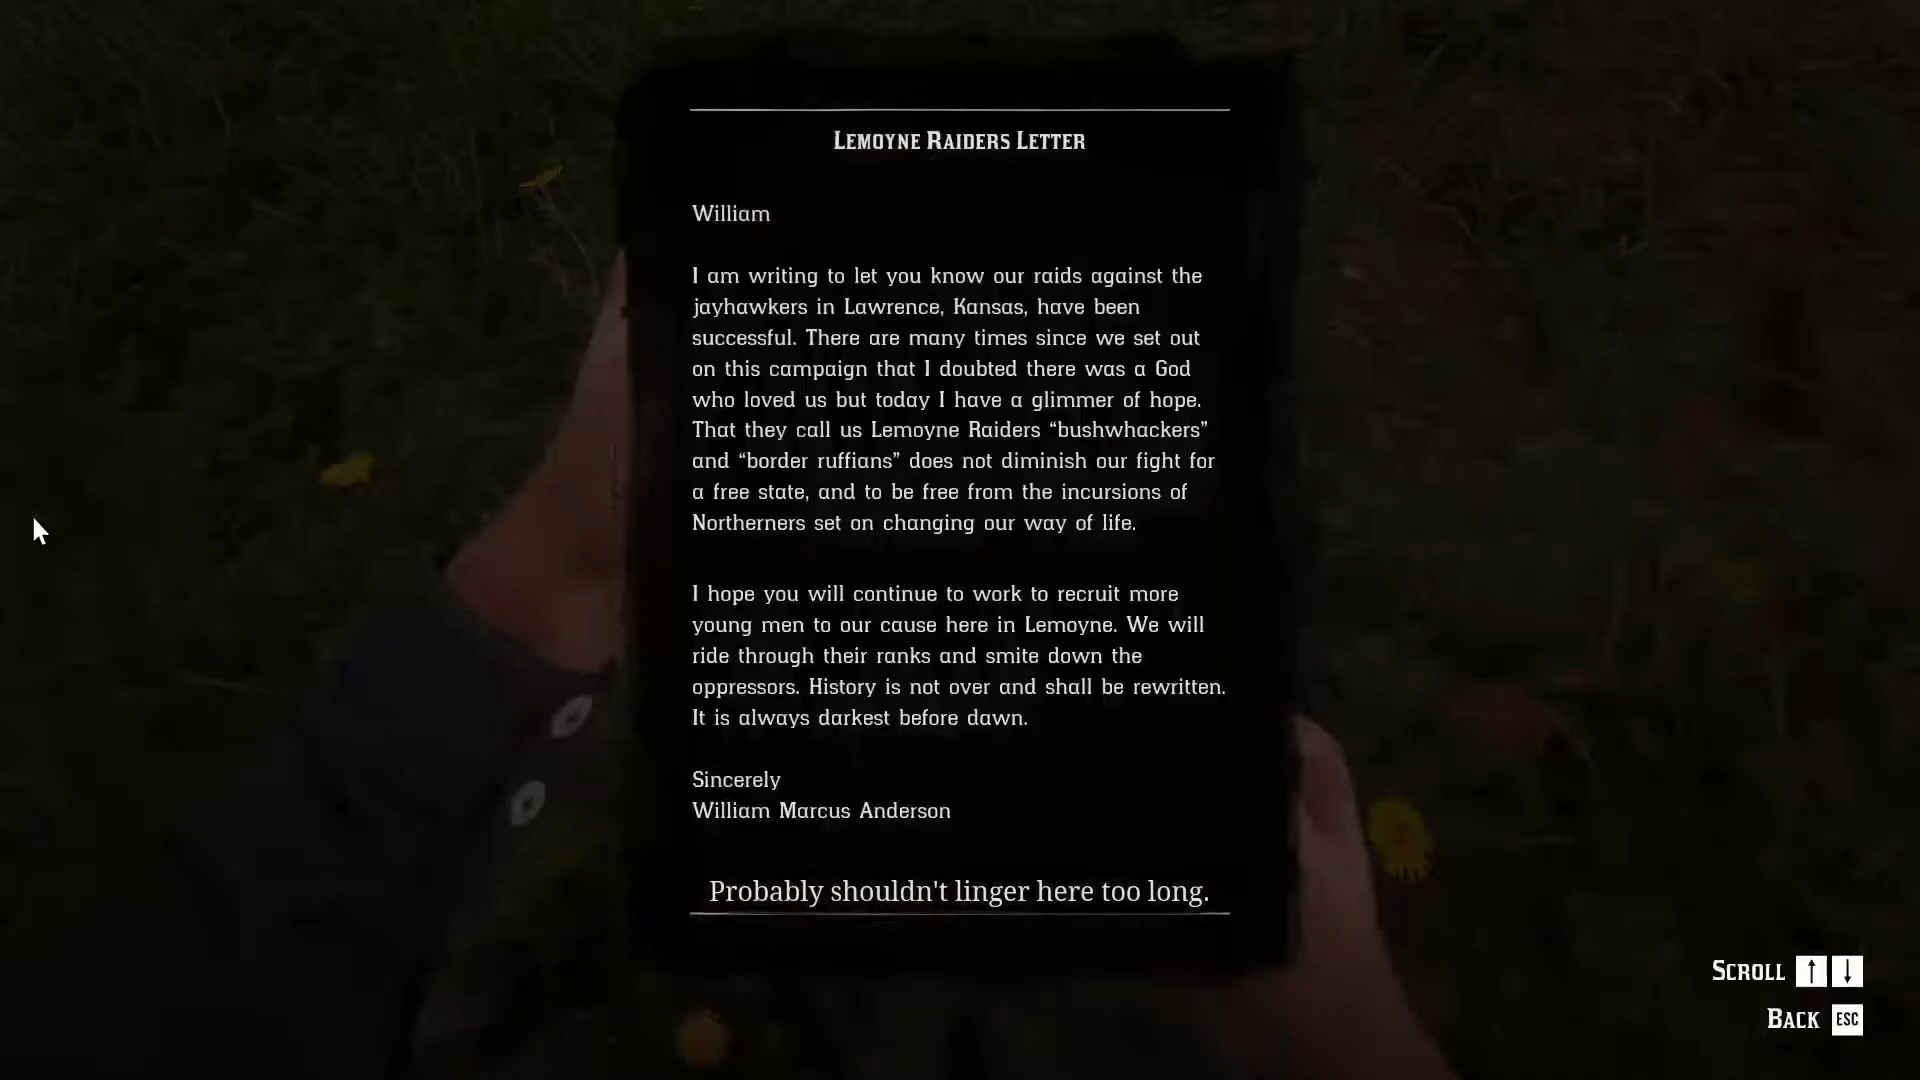 Lemoyne Raiders Letter
William
I am writing to let you know our raids against the
jayhawkers in Lawrence, Kansas, have been
successful. There are many times since we set out
on this campaign that I doubted there was a God
who loved us but today I have a glimmer of hope.
That they call us Lemoyne Raiders “bushwhackers”
and “border ruffians” does not diminish our fight for
a free state, and to be free from the incursions of
Northerners set on changing our way of life.
I hope you will continue to work to recruit more
young men to our cause here in Lemoyne. We will
ride through their ranks and smite down the
oppressors. History is not over and shall be rewritten.
It is always darkest before dawn.
Sincerely
William Marcus Anderson
Probably shouldn't linger here too long.
Scroll ↑ ↓
Back ESC